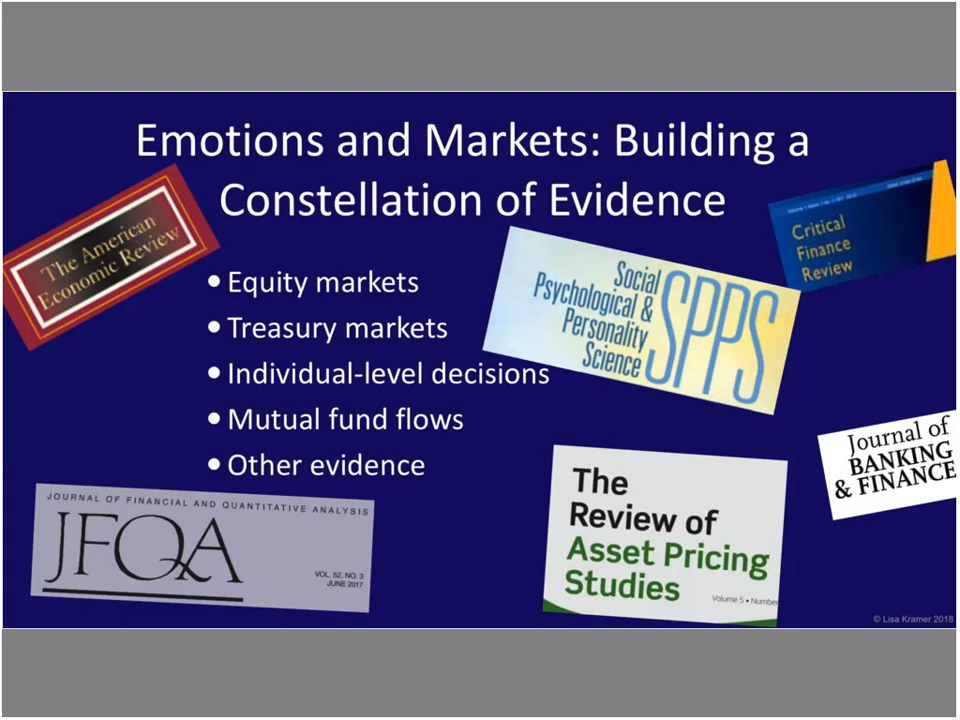 Emotions and Markets: Building a
Constellation of Evidence
The American
Economic Review
Critical
Finance
Review
Social
Psychological &
Personality
Science
SPPS
• Equity markets
• Treasury markets
• Individual-level decisions
• Mutual fund flows
• Other evidence
Journal of
BANKING
& FINANCE
JOURNAL OF FINANCIAL AND QUANTITATIVE ANALYSIS
JFQA
VOL. 52, NO. 3
JUNE 2017
The
Review of
Asset Pricing
Studies
Volume 5 • Number
© Lisa Kramer 2018